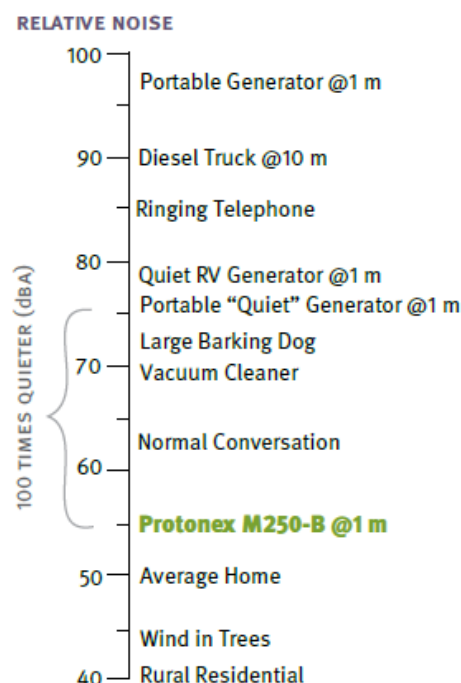 RELATIVE NOISE
100
Portable Generator @1 m
90
Diesel Truck @10 m
Ringing Telephone
80
Quiet RV Generator @1 m
Portable “Quiet” Generator @1 m
Large Barking Dog
70
Vacuum Cleaner
100 TIMES QUIETER (dBA)
Normal Conversation
60
Protonex M250-B @1 m
50
Average Home
Wind in Trees
40
Rural Residential